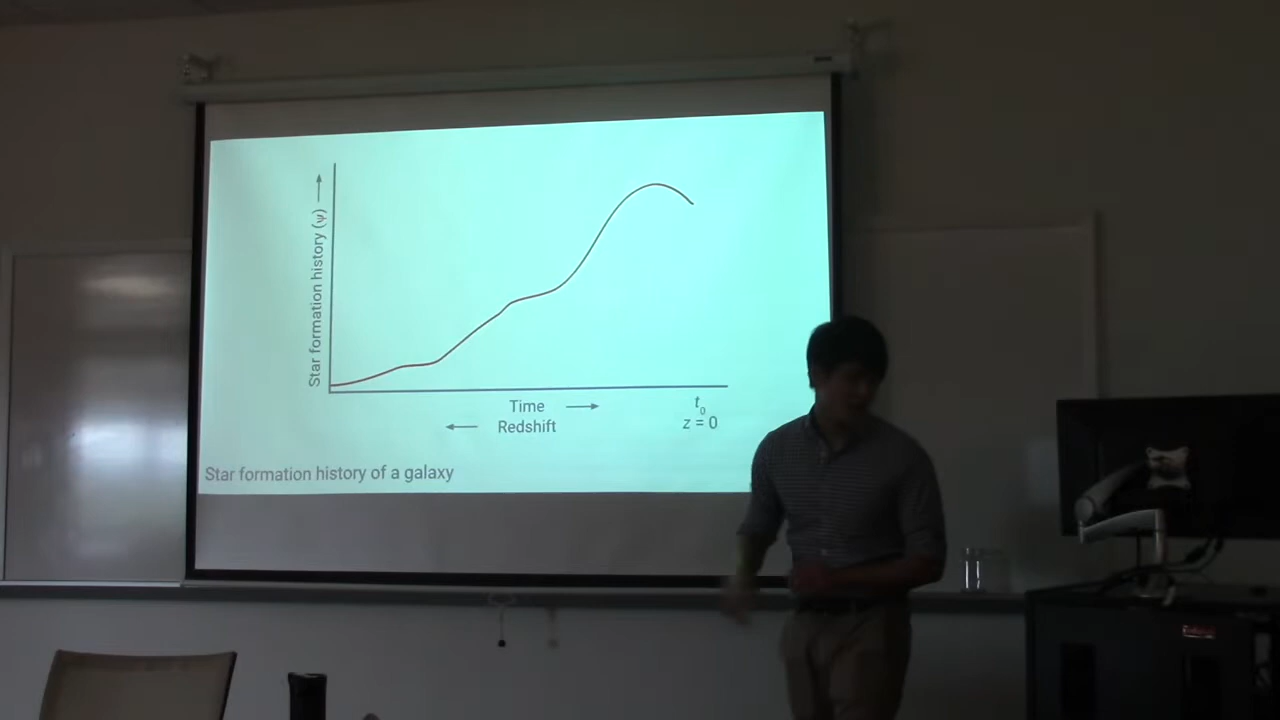 Star formation history (ψ) ⟶
Time ⟶
⟵ Redshift
t₀
z = 0
Star formation history of a galaxy